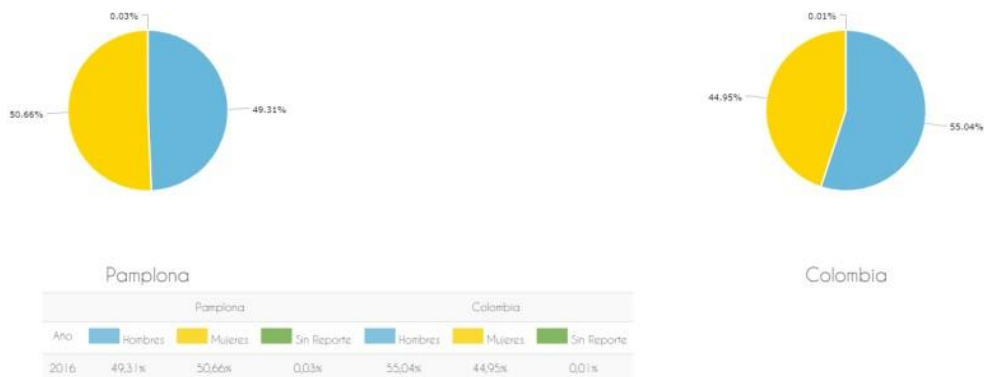 0.03%
0.01%
50.66%
49.31%
44.95%
55.04%
Pamplona
Colombia
Pamplona Colombia
Año Hombres Mujeres Sin Reporte Hombres Mujeres Sin Reporte
2016 49,31% 50,66% 0,03% 55,04% 44,95% 0,01%